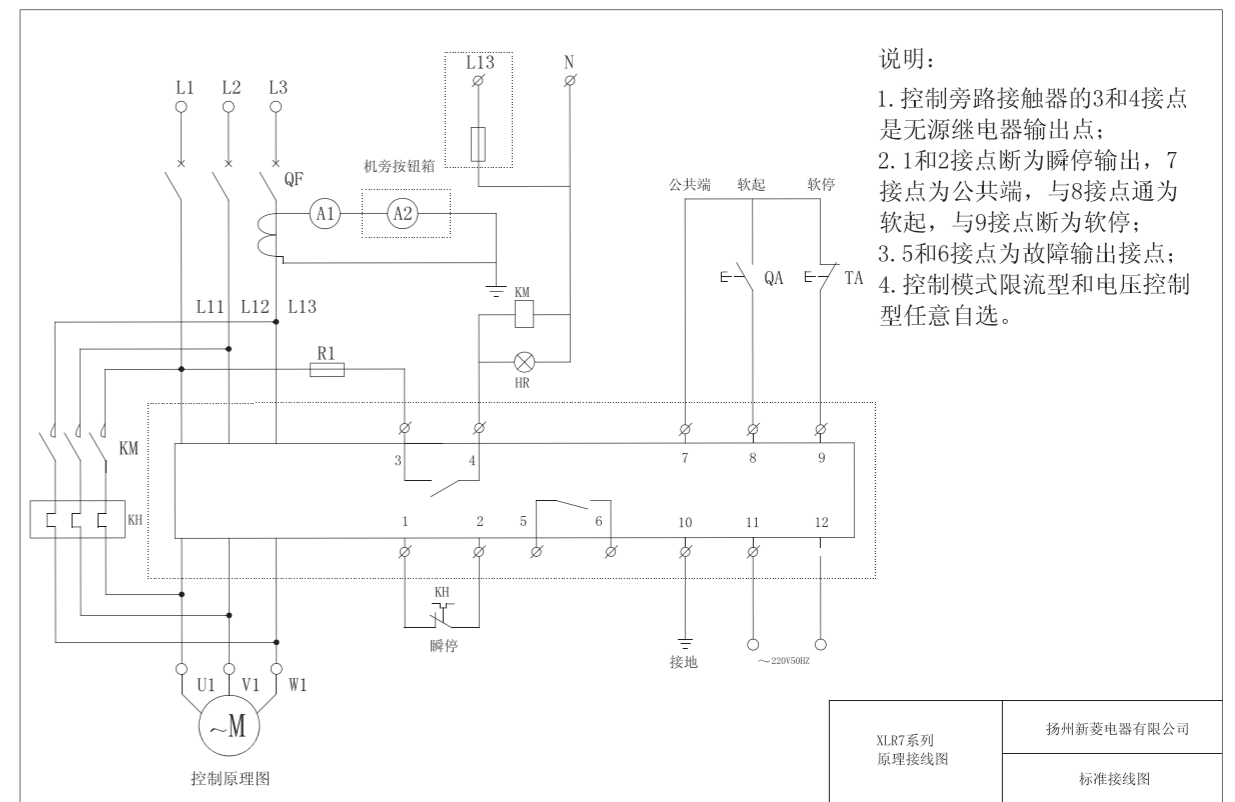 L13
N
L1 L2 L3
机旁按钮箱
QF
A1
A2
公共端 软起 软停
QA
TA
KM
L11 L12 L13
R1
HR
KM
3
4
7
8
9
KH
1
2
5
6
10
11
12
KH
瞬停
接地
～220V50HZ
U1 V1 W1
～M
控制原理图
说明：
1.控制旁路接触器的3和4接点
是无源继电器输出点；
2.1和2接点断为瞬停输出，7
接点为公共端，与8接点通为
软起，与9接点断为软停；
3.5和6接点为故障输出接点；
4.控制模式限流型和电压控制
型任意自选。
XLR7系列
原理接线图
扬州新菱电器有限公司
标准接线图